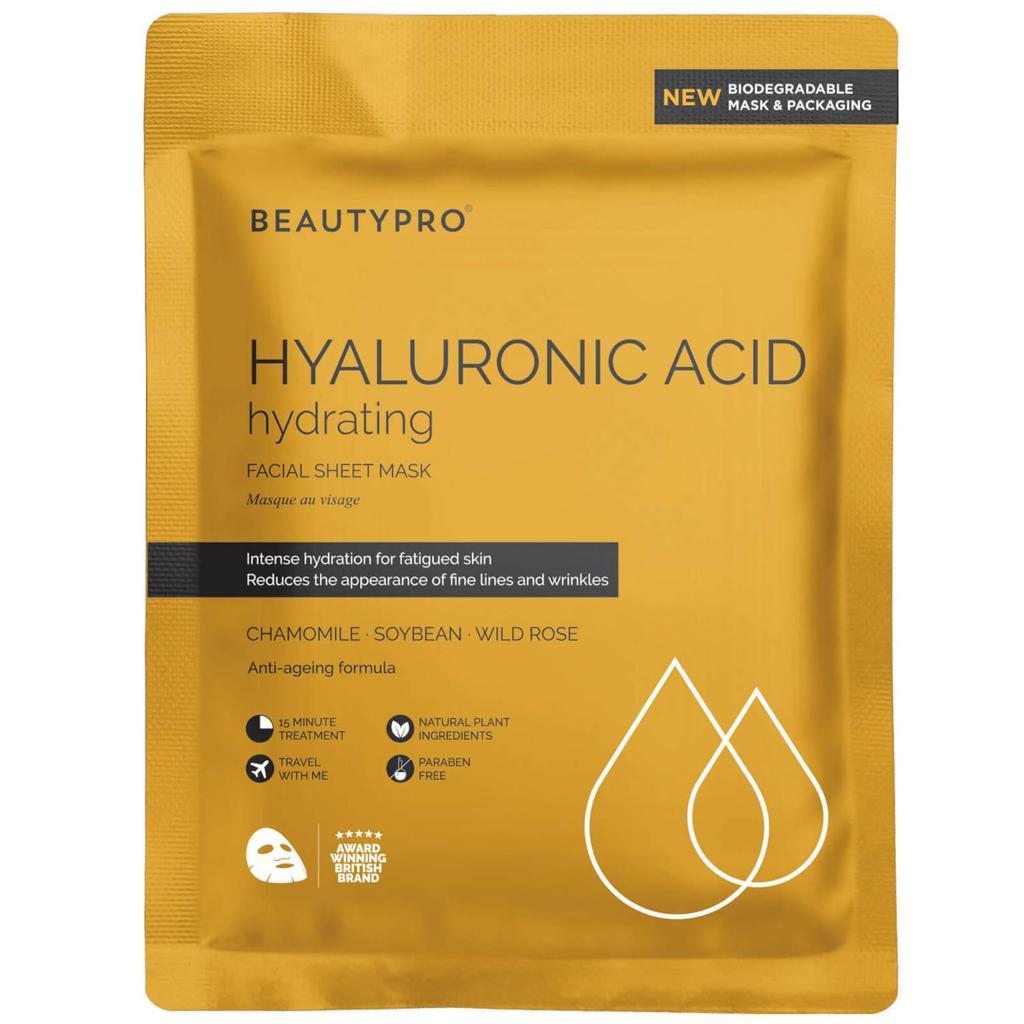 NEW BIODEGRADABLE
MASK & PACKAGING
BEAUTYPRO®
HYALURONIC ACID
hydrating
FACIAL SHEET MASK
Masque au visage
Intense hydration for fatigued skin
Reduces the appearance of fine lines and wrinkles
CHAMOMILE · SOYBEAN · WILD ROSE
Anti-ageing formula
15 MINUTE
TREATMENT
NATURAL PLANT
INGREDIENTS
TRAVEL
WITH ME
PARABEN
FREE
AWARD
WINNING
BRITISH
BRAND